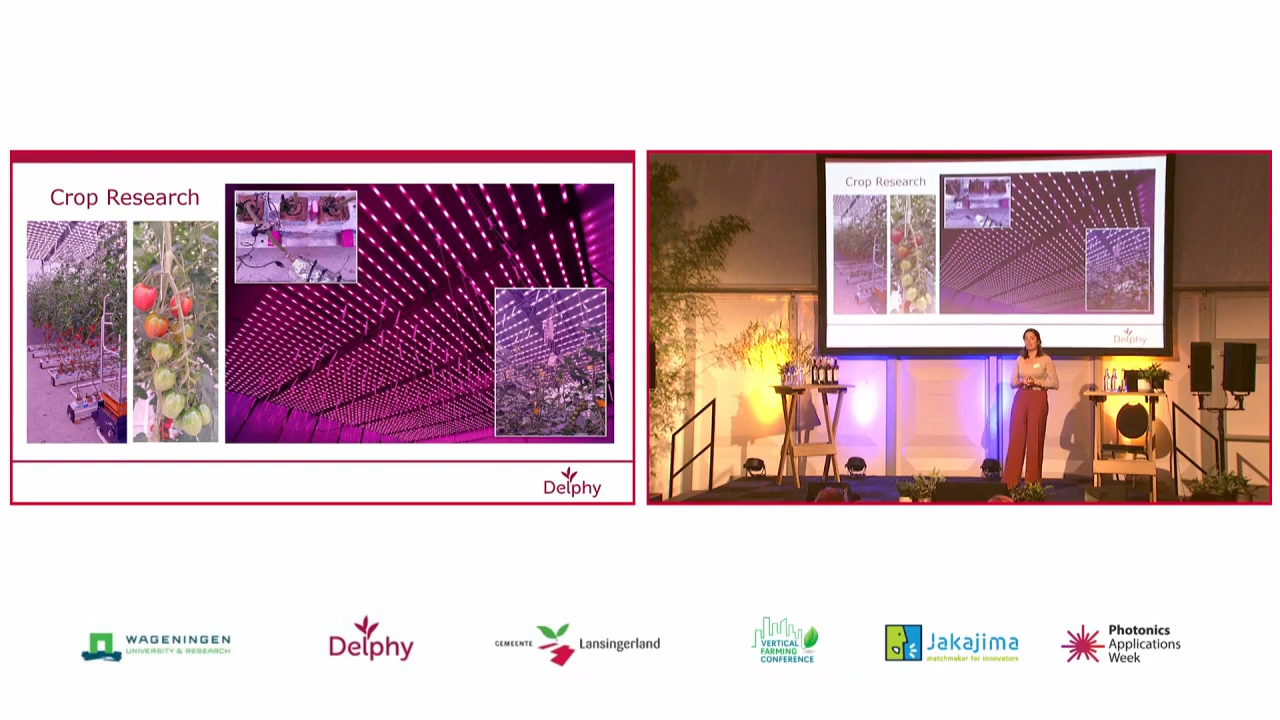 Crop Research
Delphy
Crop Research
Delphy
WAGENINGEN
UNIVERSITY & RESEARCH
Delphy
GEMEENTE Lansingerland
VERTICAL
FARMING
CONFERENCE
Jakajima
matchmaker for innovators
Photonics
Applications
Week